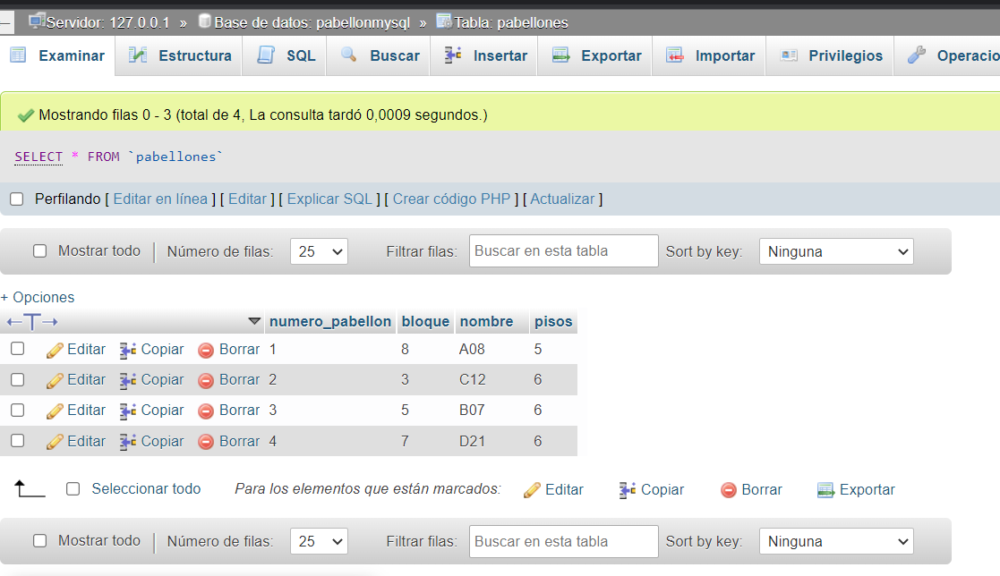 Servidor: 127.0.0.1 » Base de datos: pabellonmysql » Tabla: pabellones
Examinar Estructura SQL Buscar Insertar Exportar Importar Privilegios Operacio
Mostrando filas 0 - 3 (total de 4, La consulta tardó 0,0009 segundos.)
SELECT * FROM `pabellones`
Perfilando [ Editar en línea ] [ Editar ] [ Explicar SQL ] [ Crear código PHP ] [ Actualizar ]
Mostrar todo | Número de filas: 25 Filtrar filas: Buscar en esta tabla Sort by key: Ninguna
+ Opciones
←T→ numero_pabellon bloque nombre pisos
Editar Copiar Borrar 1 8 A08 5
Editar Copiar Borrar 2 3 C12 6
Editar Copiar Borrar 3 5 B07 6
Editar Copiar Borrar 4 7 D21 6
Seleccionar todo Para los elementos que están marcados: Editar Copiar Borrar Exportar
Mostrar todo | Número de filas: 25 Filtrar filas: Buscar en esta tabla Sort by key: Ninguna